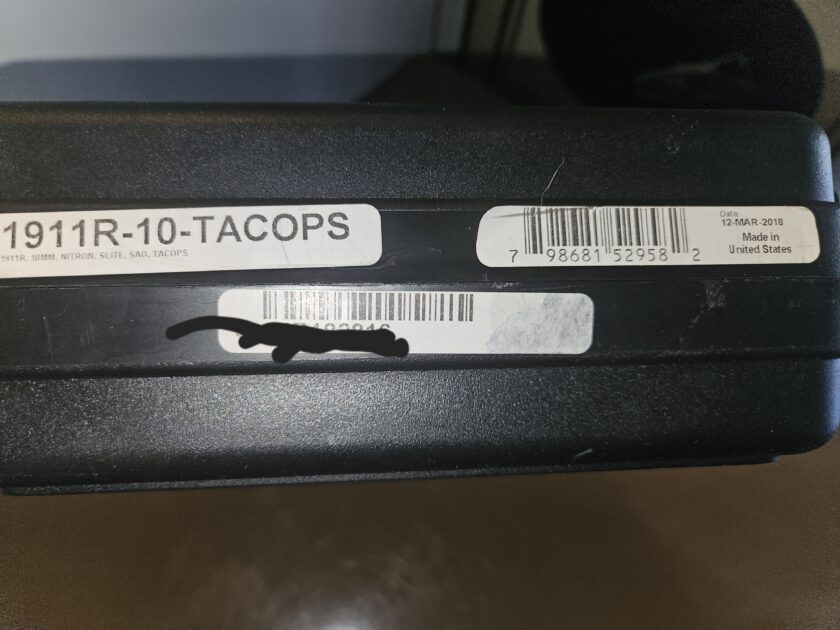 1911R-10-TACOPS
1911R, 10MM, NITRON, SLITE, SAO, TACOPS
7 98681 52958 2
Date:
12-MAR-2018
Made in
United States